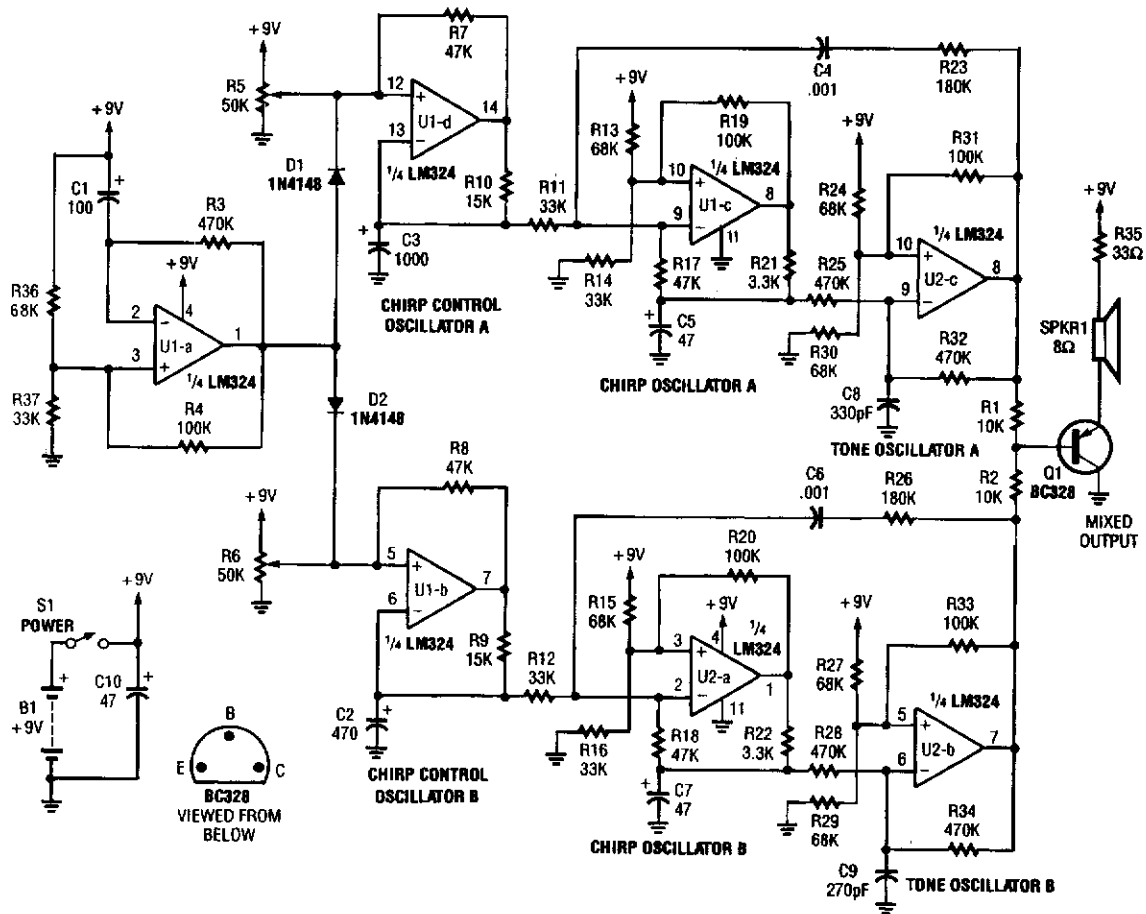 +9V
R5
50K
D1
1N4148
R7
47K
12
13
14
U1-d
1/4 LM324
R10
15K
C3
1000
CHIRP CONTROL
OSCILLATOR A
+9V
C1
100
R3
470K
+9V
R36
68K
R37
33K
2
3
4
1
U1-a
1/4 LM324
R4
100K
R11
33K
C4
.001
R23
180K
+9V
R13
68K
R19
100K
1/4 LM324
10
9
8
11
U1-c
R14
33K
R17
47K
R21
3.3K
C5
47
CHIRP OSCILLATOR A
+9V
R24
68K
R31
100K
1/4 LM324
10
9
8
U2-c
R25
470K
R30
68K
R32
470K
C8
330pF
TONE OSCILLATOR A
+9V
R35
33Ω
SPKR1
8Ω
R1
10K
R2
10K
Q1
BC328
MIXED
OUTPUT
D2
1N4148
+9V
R6
50K
R8
47K
5
6
7
U1-b
1/4 LM324
R9
15K
C2
470
CHIRP CONTROL
OSCILLATOR B
R12
33K
C6
.001
R26
180K
+9V
R15
68K
R20
100K
+9V
1/4
LM324
3
2
4
1
11
U2-a
R16
33K
R18
47K
R22
3.3K
C7
47
CHIRP OSCILLATOR B
+9V
R27
68K
R33
100K
1/4 LM324
5
6
7
U2-b
R28
470K
R29
68K
R34
470K
C9
270pF
TONE OSCILLATOR B
+9V
S1
POWER
B1
+9V
C10
47
B
E
C
BC328
VIEWED FROM
BELOW